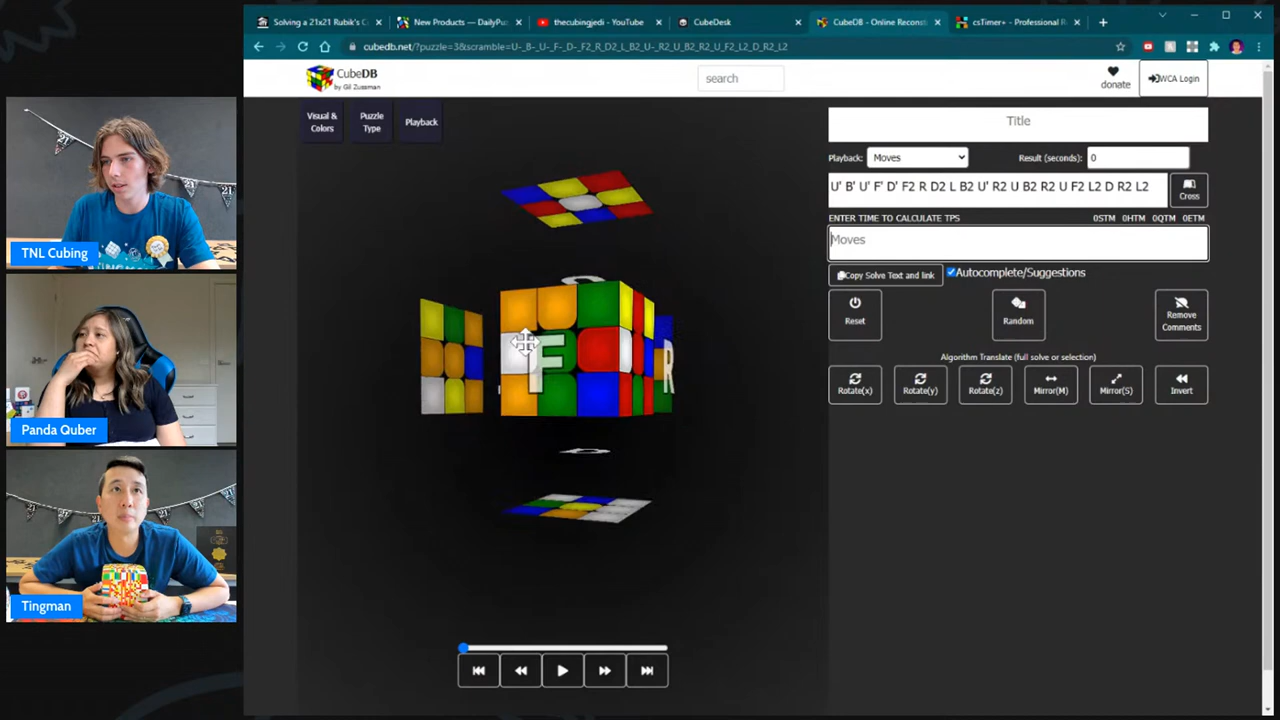 Solving a 21x21 Rubik's C
New Products — DailyPu
thecubingjedi - YouTube
CubeDesk
CubeDB - Online Reconst
csTimer+ - Professional R
cubedb.net/?puzzle=3&scramble=U-_B-_U-_F-_D-_F2_R_D2_L_B2_U-_R2_U_B2_R2_U_F2_L2_D_R2_L2
CubeDB
by Gil Zussman
search
donate
WCA Login
Visual & Colors
Puzzle Type
Playback
Title
Playback: Moves
Result (seconds): 0
U' B' U' F' D' F2 R D2 L B2 U' R2 U B2 R2 U F2 L2 D R2 L2
Cross
ENTER TIME TO CALCULATE TPS
0STM 0HTM 0QTM 0ETM
Moves
Copy Solve Text and link
Autocomplete/Suggestions
Reset
Random
Remove Comments
Algorithm Translate (full solve or selection)
Rotate(x)
Rotate(y)
Rotate(z)
Mirror(M)
Mirror(S)
Invert
F
R
TNL Cubing
Panda Quber
Tingman